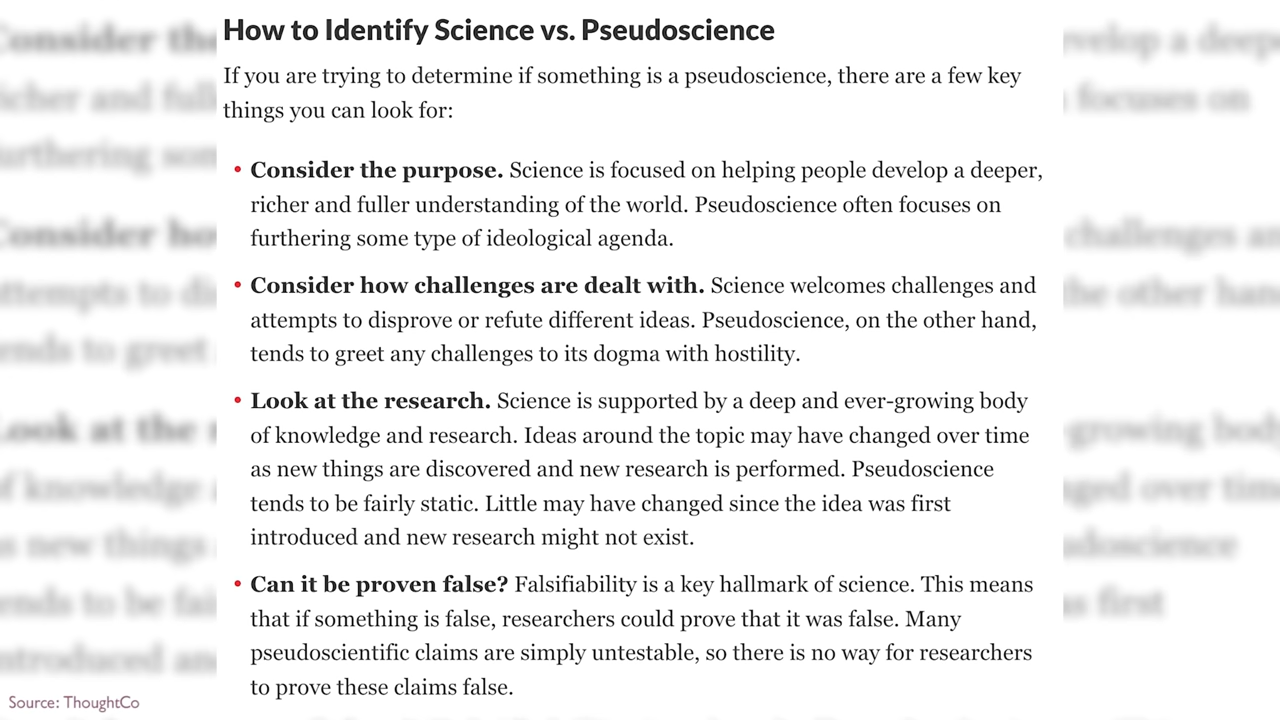 How to Identify Science vs. Pseudoscience
If you are trying to determine if something is a pseudoscience, there are a few key
things you can look for:
• Consider the purpose. Science is focused on helping people develop a deeper,
richer and fuller understanding of the world. Pseudoscience often focuses on
furthering some type of ideological agenda.
• Consider how challenges are dealt with. Science welcomes challenges and
attempts to disprove or refute different ideas. Pseudoscience, on the other hand,
tends to greet any challenges to its dogma with hostility.
• Look at the research. Science is supported by a deep and ever-growing body
of knowledge and research. Ideas around the topic may have changed over time
as new things are discovered and new research is performed. Pseudoscience
tends to be fairly static. Little may have changed since the idea was first
introduced and new research might not exist.
• Can it be proven false? Falsifiability is a key hallmark of science. This means
that if something is false, researchers could prove that it was false. Many
pseudoscientific claims are simply untestable, so there is no way for researchers
to prove these claims false.
Source: ThoughtCo